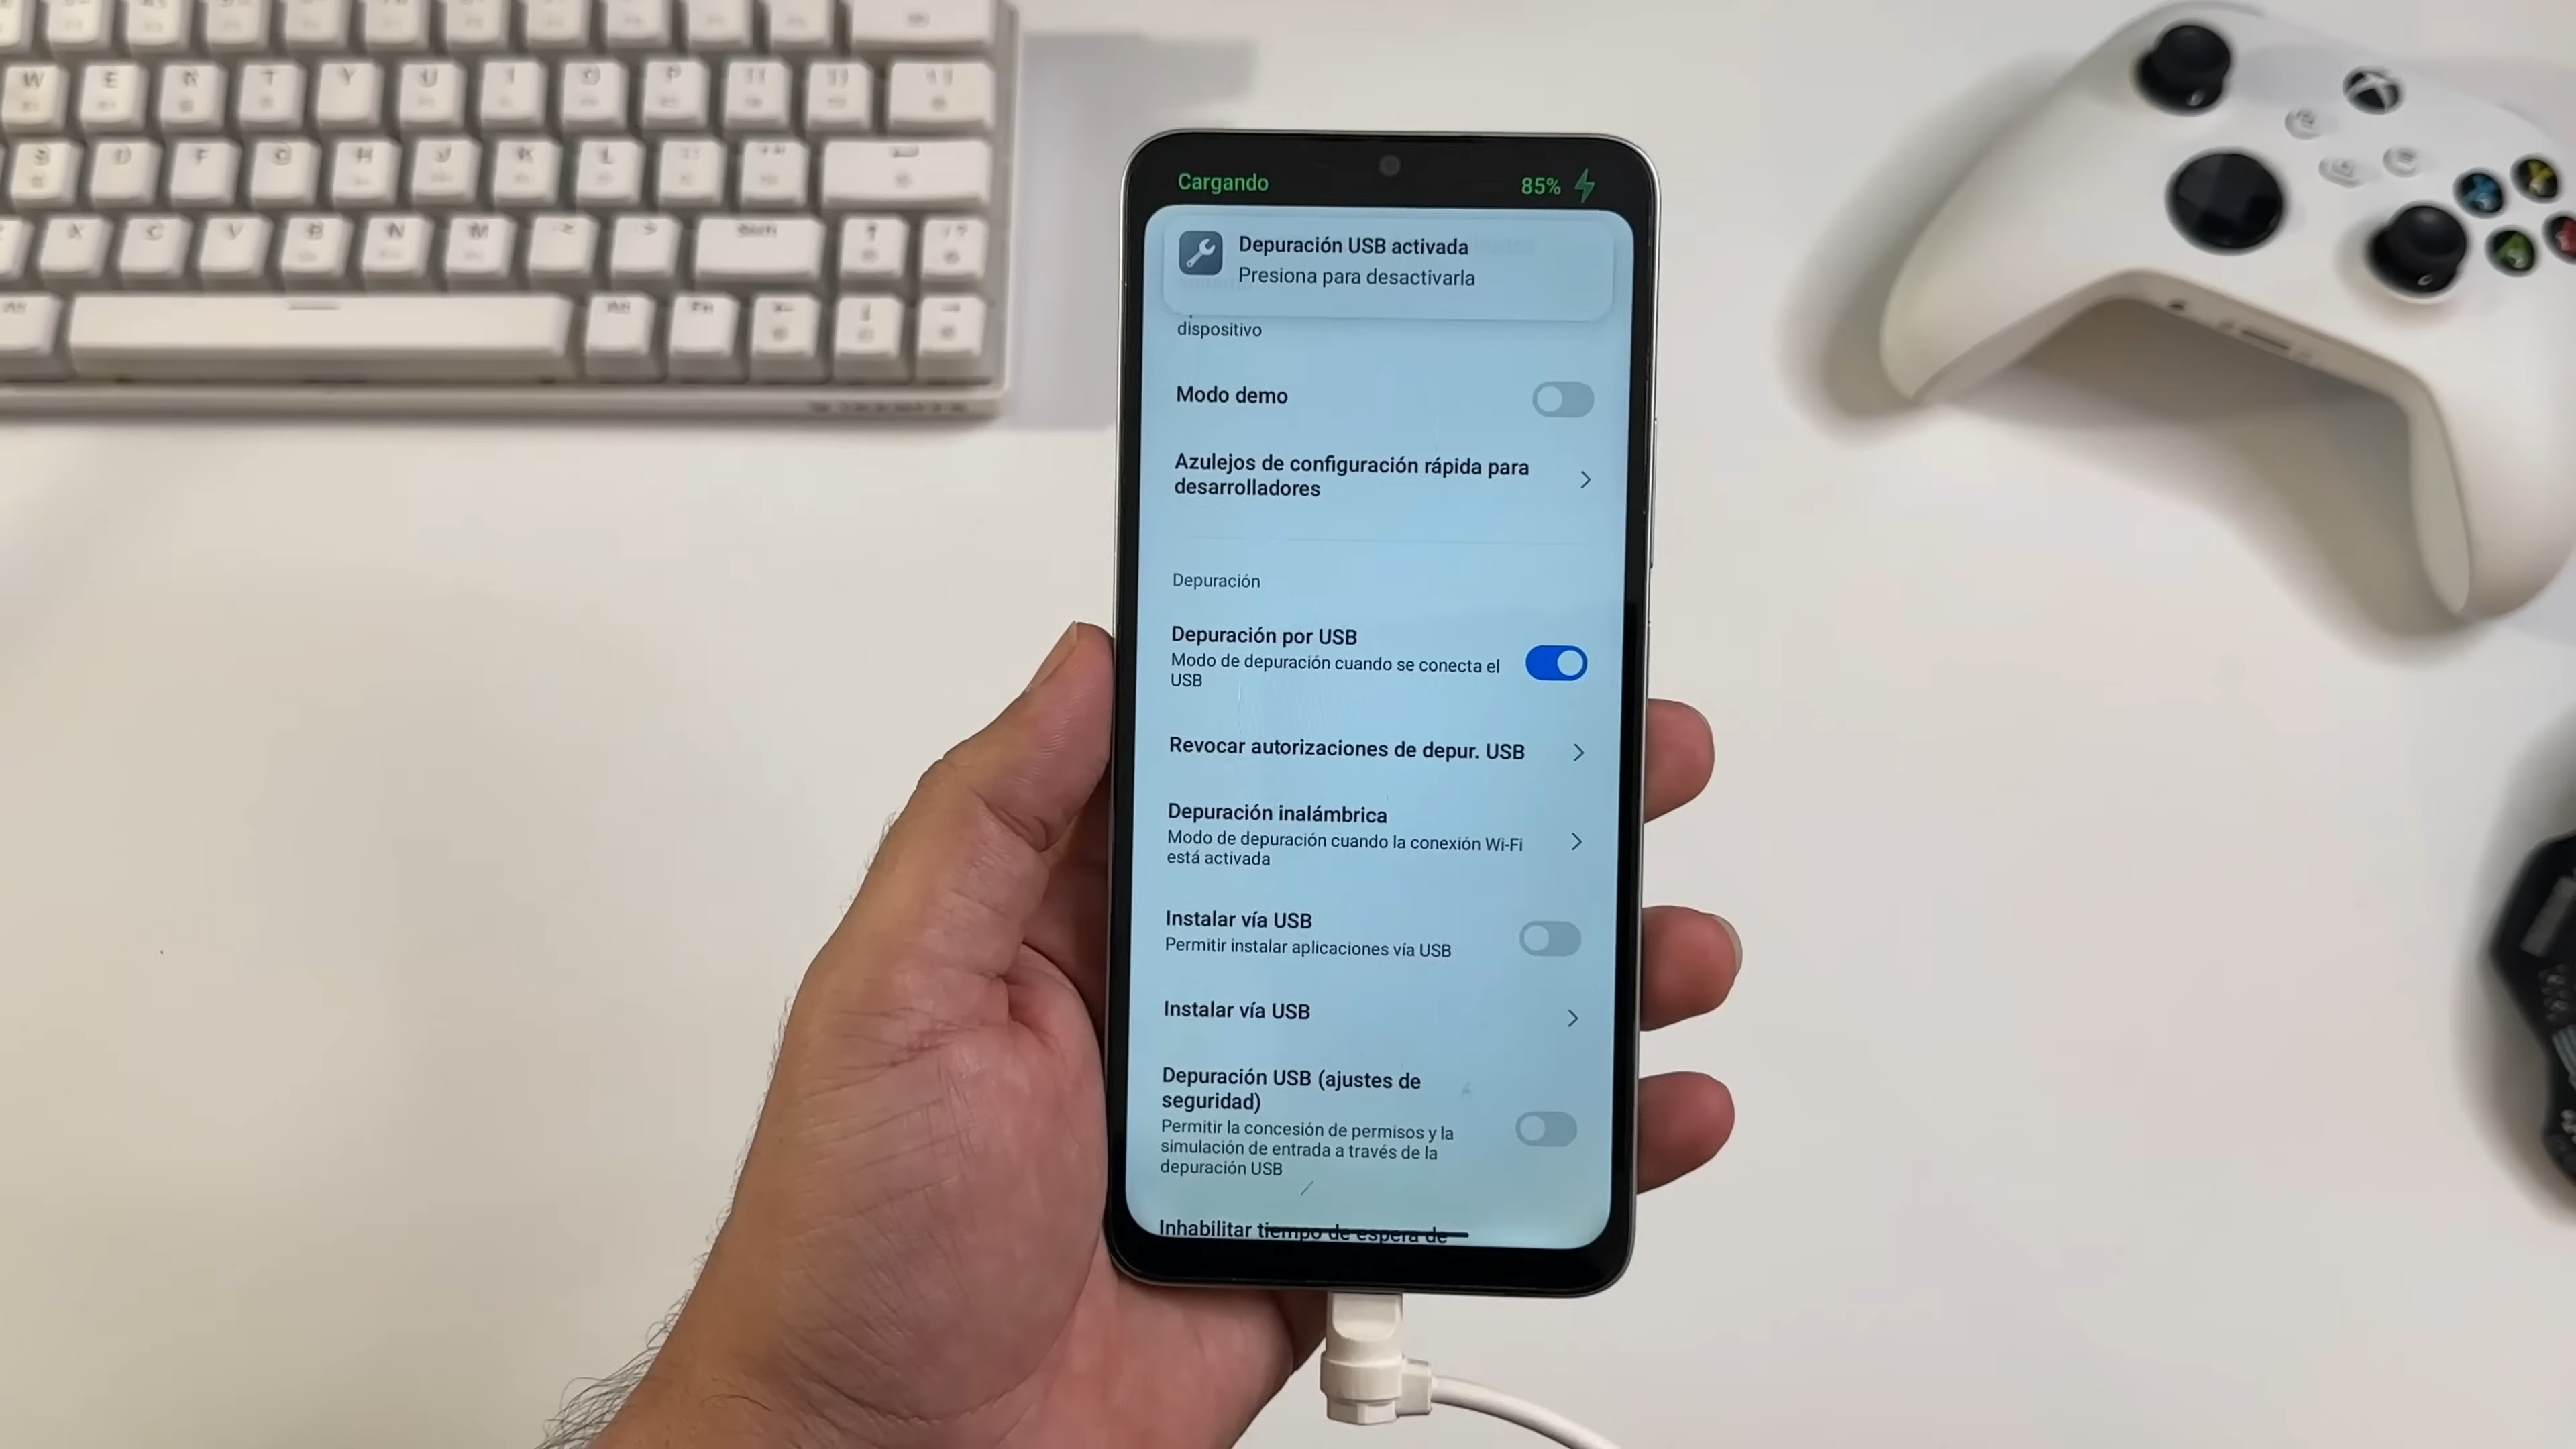 W E R T Y U I O P
S D F G H J K L
X C V B N M
Alt Alt Fn
Cargando 85%
Depuración USB activada
Presiona para desactivarla
dispositivo
Modo demo
Azulejos de configuración rápida para
desarrolladores
Depuración
Depuración por USB
Modo de depuración cuando se conecta el
USB
Revocar autorizaciones de depur. USB
Depuración inalámbrica
Modo de depuración cuando la conexión Wi-Fi
está activada
Instalar vía USB
Permitir instalar aplicaciones vía USB
Instalar vía USB
Depuración USB (ajustes de
seguridad)
Permitir la concesión de permisos y la
simulación de entrada a través de la
depuración USB
Inhabilitar tiempo de espera de